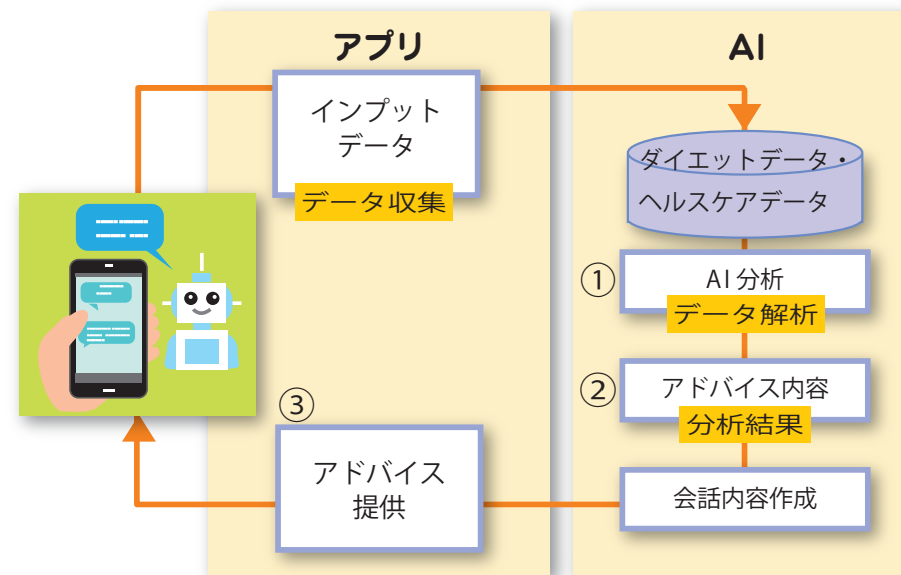 アプリ
インプット
データ
データ収集
AI
ダイエットデータ・
ヘルスケアデータ
①
AI分析
データ解析
②
アドバイス内容
分析結果
会話内容作成
③
アドバイス
提供